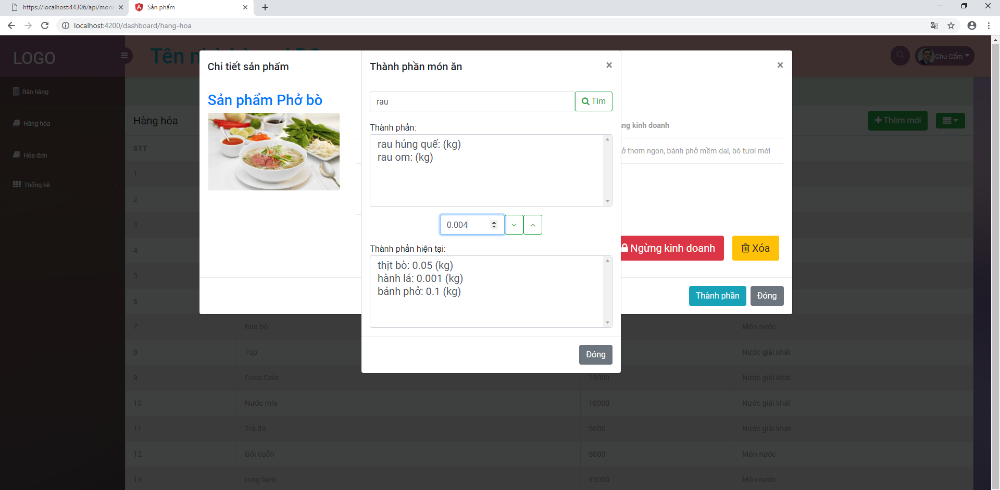 https://localhost:44306/api/mon
Sản phẩm
localhost:4200/dashboard/hang-hoa
LOGO
Tên
Chu Cẩm
Bán hàng
Hàng hóa
Hóa đơn
Thống kê
Hàng hóa
Thêm mới
STT
1
2
3
4
5
6
7 Bún bò Món nước
8 7up Nước giải khát
9 Coca Cola 15000 Nước giải khát
10 Nước mía 10000 Nước giải khát
11 Trà đá 5000 Nước giải khát
12 Gỏi cuốn 5000 Món nước
13 rong bien 35000 Món nước
Chi tiết sản phẩm
×
Sản phẩm Phở bò
kinh doanh
thơm ngon, bánh phở mềm dai, bò tươi mới
Ngừng kinh doanh
Xóa
Thành phần
Đóng
Thành phần món ăn
×
rau
Tìm
Thành phần:
rau húng quế: (kg)
rau om: (kg)
0.004
Thành phần hiện tại:
thịt bò: 0.05 (kg)
hành lá: 0.001 (kg)
bánh phở: 0.1 (kg)
Đóng